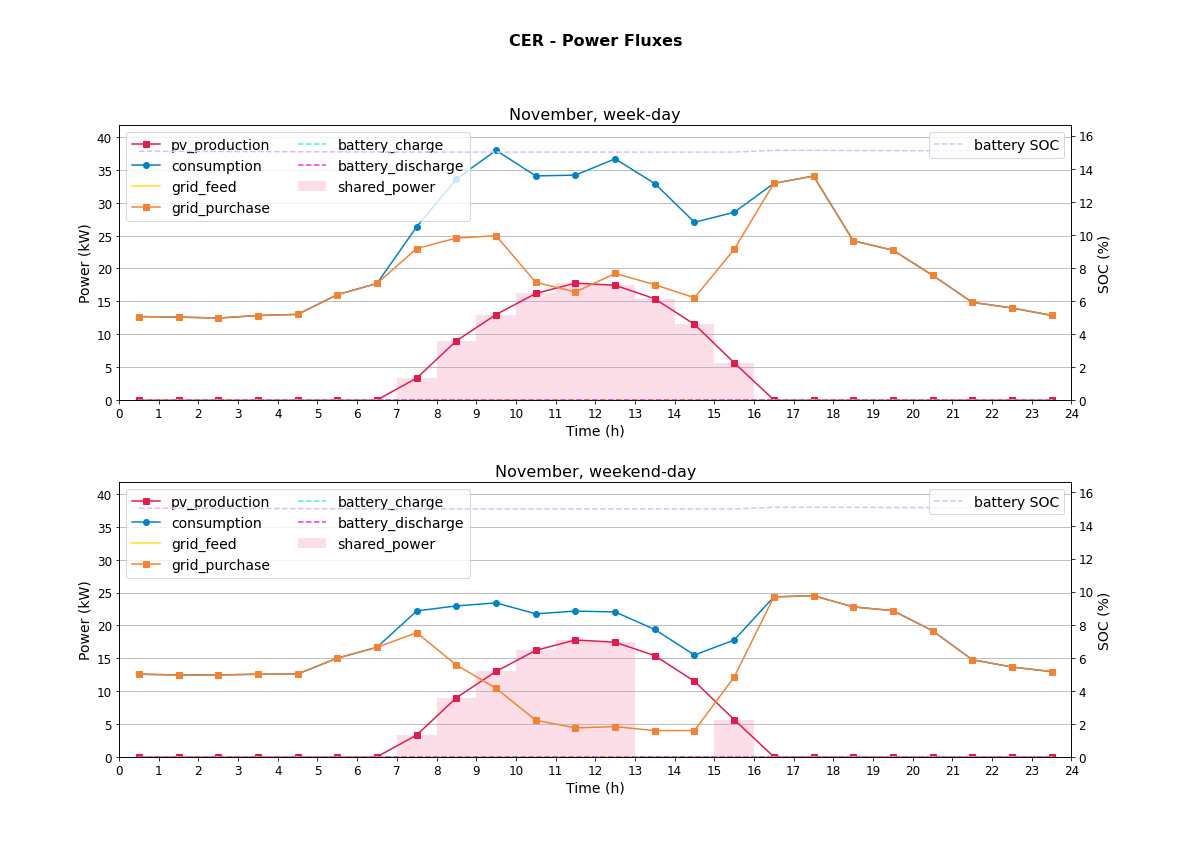 CER - Power Fluxes
November, week-day
pv_production
consumption
grid_feed
grid_purchase
battery_charge
battery_discharge
shared_power
battery SOC
40
35
30
25
20
15
10
5
0
Power (kW)
16
14
12
10
8
6
4
2
0
SOC (%)
0 1 2 3 4 5 6 7 8 9 10 11 12 13 14 15 16 17 18 19 20 21 22 23 24
Time (h)
November, weekend-day
pv_production
consumption
grid_feed
grid_purchase
battery_charge
battery_discharge
shared_power
battery SOC
40
35
30
25
20
15
10
5
0
Power (kW)
16
14
12
10
8
6
4
2
0
SOC (%)
0 1 2 3 4 5 6 7 8 9 10 11 12 13 14 15 16 17 18 19 20 21 22 23 24
Time (h)